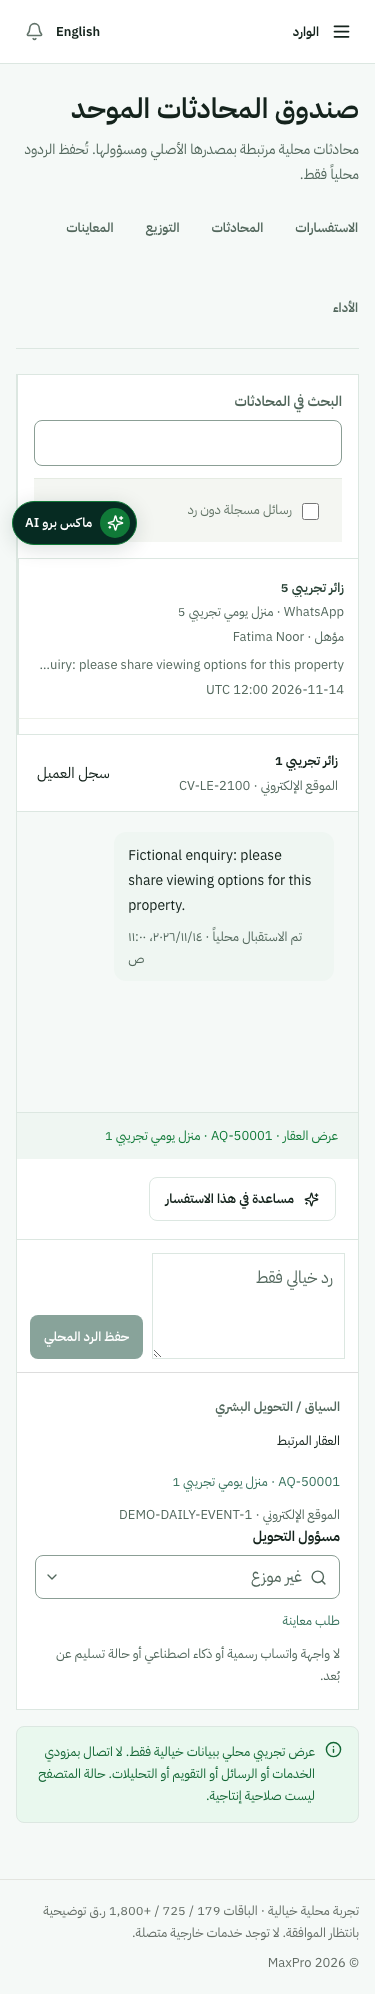 الوارد
English
صندوق المحادثات الموحد
محادثات محلية مرتبطة بمصدرها الأصلي ومسؤولها. تُحفظ الردود
محلياً فقط.
الاستفسارات
المحادثات
التوزيع
المعاينات
الأداء
البحث في المحادثات
رسائل مسجلة دون رد
ماكس برو AI
زائر تجريبي 5
WhatsApp · منزل يومي تجريبي 5
مؤهل · Fatima Noor
...uiry: please share viewing options for this property
2026-11-14 12:00 UTC
زائر تجريبي 1
الموقع الإلكتروني · CV-LE-2100
سجل العميل
Fictional enquiry: please
share viewing options for this
property.
تم الاستقبال محلياً · ٢٠٢٦/١١/١٤، ١١:٠٠
ص
عرض العقار · AQ-50001 · منزل يومي تجريبي 1
مساعدة في هذا الاستفسار
رد خيالي فقط
حفظ الرد المحلي
السياق / التحويل البشري
العقار المرتبط
AQ-50001 · منزل يومي تجريبي 1
الموقع الإلكتروني · DEMO-DAILY-EVENT-1
مسؤول التحويل
غير موزع
طلب معاينة
لا واجهة واتساب رسمية أو ذكاء اصطناعي أو حالة تسليم عن
بُعد.
عرض تجريبي محلي ببيانات خيالية فقط. لا اتصال بمزودي
الخدمات أو الرسائل أو التقويم أو التحليلات. حالة المتصفح
ليست صلاحية إنتاجية.
تجربة محلية خيالية · الباقات 179 / 725 / +1,800 ر.ق توضيحية
بانتظار الموافقة. لا توجد خدمات خارجية متصلة.
© 2026 MaxPro